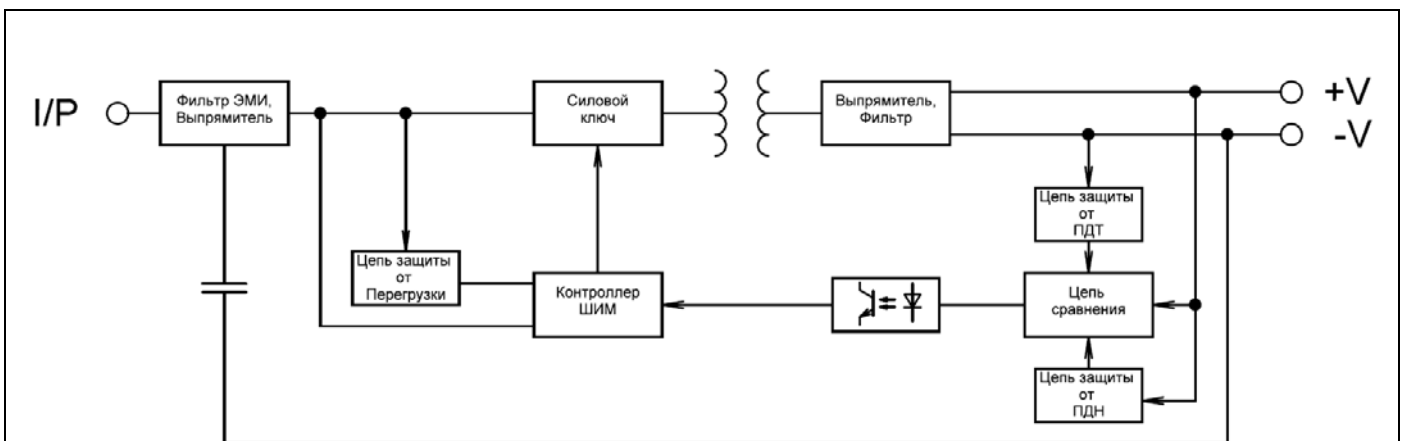 I/P
Фильтр ЭМИ,
Выпрямитель
Силовой
ключ
Выпрямитель,
Фильтр
+V
-V
Цепь защиты
от
ПДТ
Цепь защиты
от
Перегрузки
Контроллер
ШИМ
Цепь
сравнения
Цепь защиты
от
ПДН